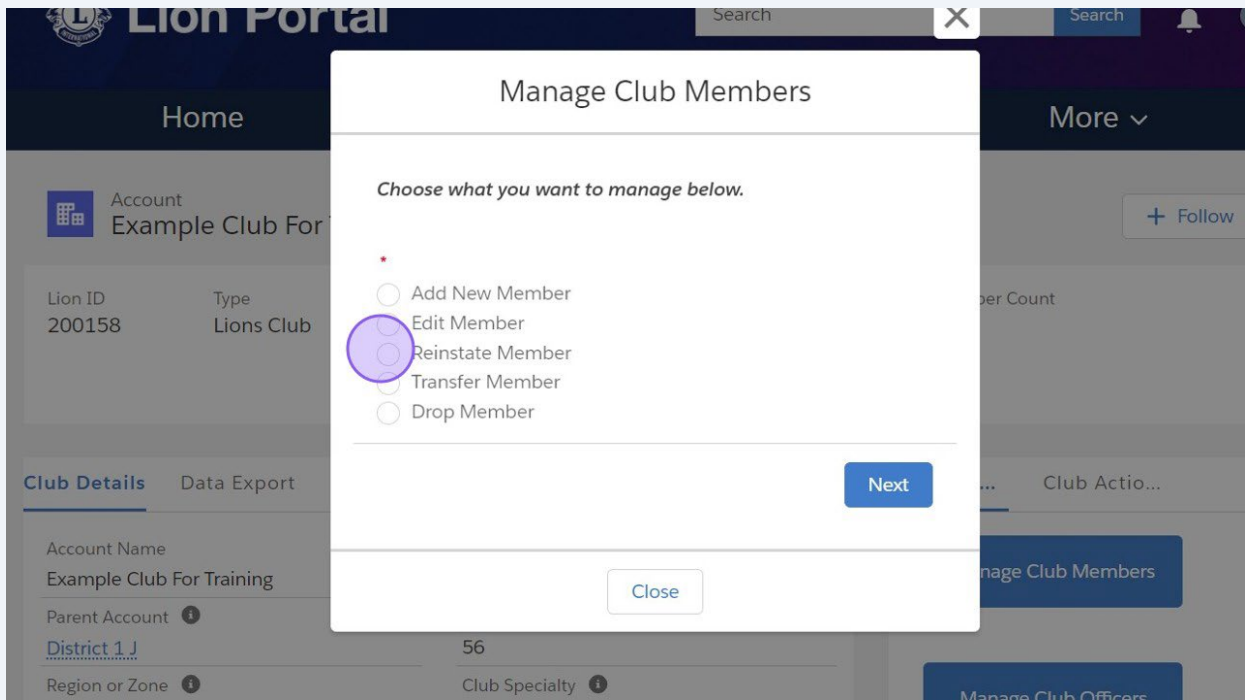 Lion Portal
Search
Search
Manage Club Members
Home
More
Choose what you want to manage below.
Account
Example Club For
+ Follow
*
Add New Member
Edit Member
Reinstate Member
Transfer Member
Drop Member
Lion ID
Type
Count
200158
Lions Club
Next
Club Details
Data Export
...
Club Actio...
Account Name
Example Club For Training
nage Club Members
Close
Parent Account
District 1 J
56
Region or Zone
Club Specialty
Manage Club Officers